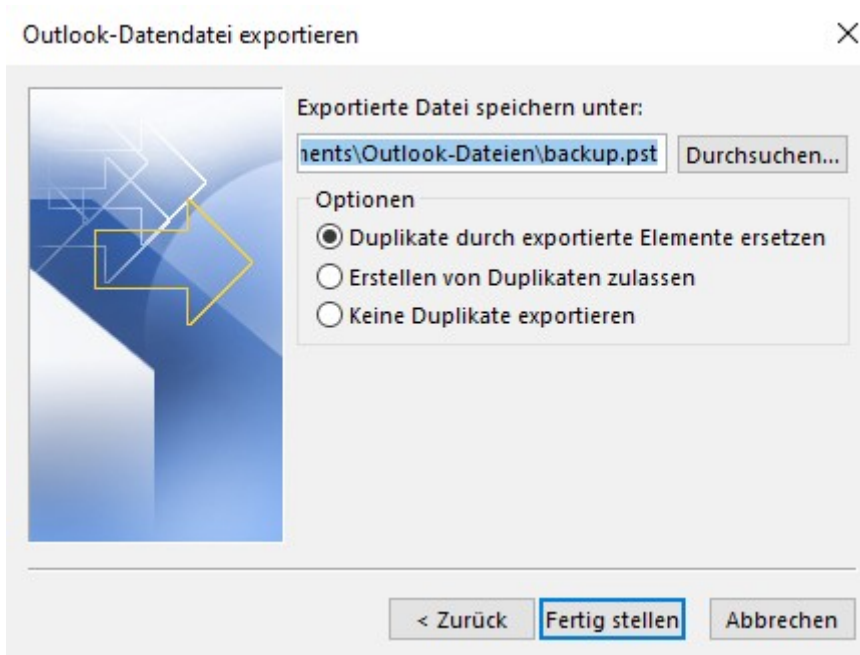 Outlook-Datendatei exportieren
Exportierte Datei speichern unter:
nents\Outlook-Dateien\backup.pst
Durchsuchen...
Optionen
Duplikate durch exportierte Elemente ersetzen
Erstellen von Duplikaten zulassen
Keine Duplikate exportieren
< Zurück
Fertig stellen
Abbrechen